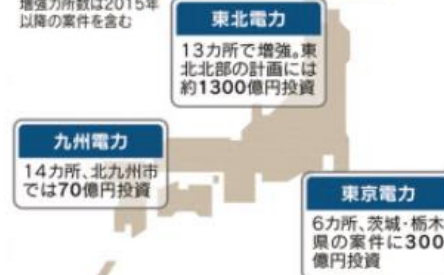 増強カ所数は2015年
以降の案件を含む
東北電力
13カ所で増強。東
北北部の計画には
約1300億円投資
九州電力
14カ所、北九州市
では70億円投資
東京電力
6カ所、茨城・栃木
県の案件に300
億円投資